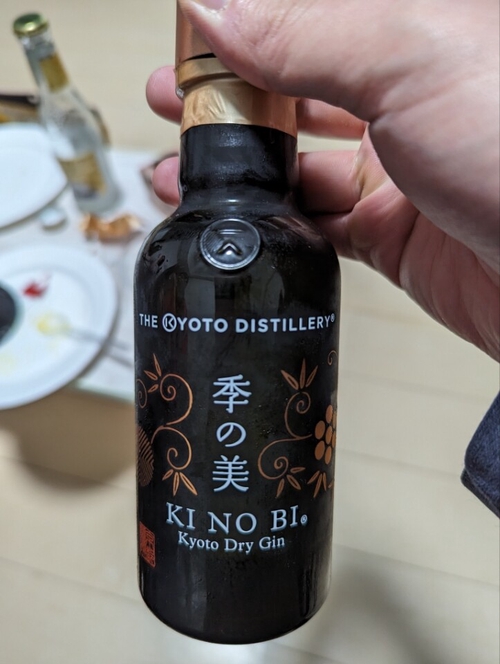 THE KYOTO DISTILLERY®
季の美
KI NO BI®
Kyoto Dry Gin